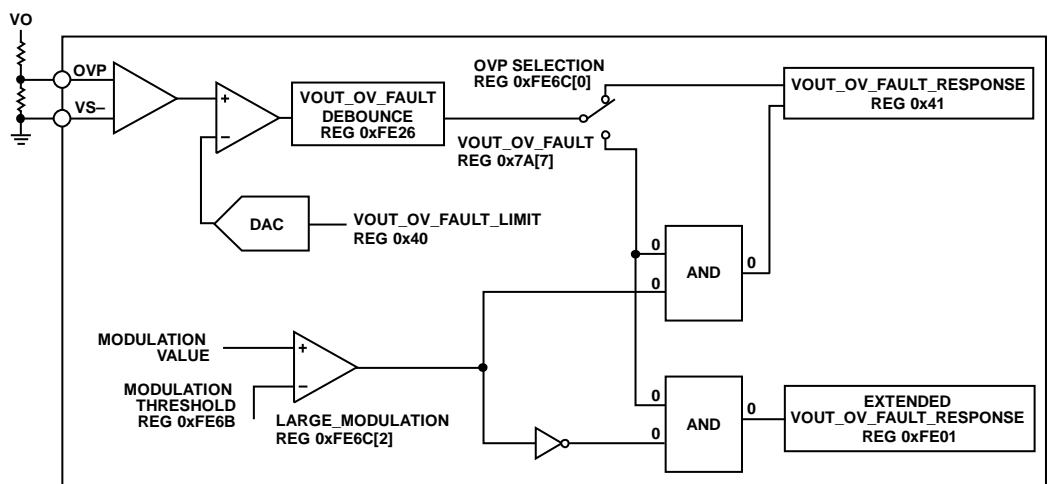 VO
OVP
VS–
+
–
VOUT_OV_FAULT
DEBOUNCE
REG 0xFE26
OVP SELECTION
REG 0xFE6C[0]
VOUT_OV_FAULT
REG 0x7A[7]
VOUT_OV_FAULT_RESPONSE
REG 0x41
DAC
VOUT_OV_FAULT_LIMIT
REG 0x40
0
0
AND
0
MODULATION
VALUE
+
–
MODULATION
THRESHOLD
REG 0xFE6B
LARGE_MODULATION
REG 0xFE6C[2]
0
0
AND
0
EXTENDED
VOUT_OV_FAULT_RESPONSE
REG 0xFE01